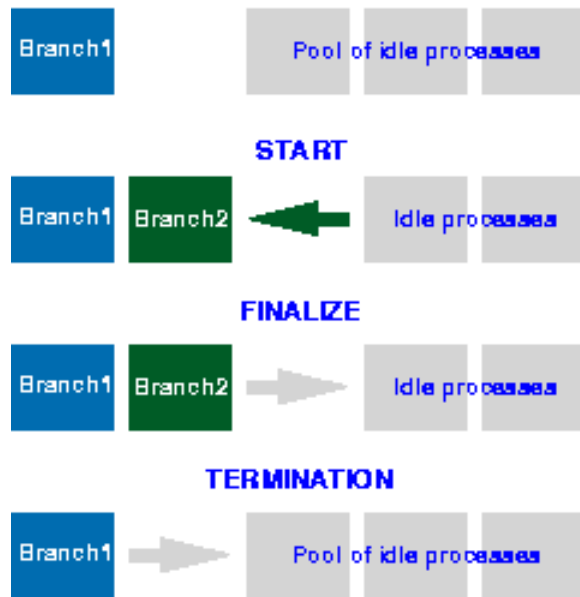 Branch1 Pool of idle processes
START
Branch1 Branch2 Idle processes
FINALIZE
Branch1 Branch2 Idle processes
TERMINATION
Branch1 Pool of idle processes